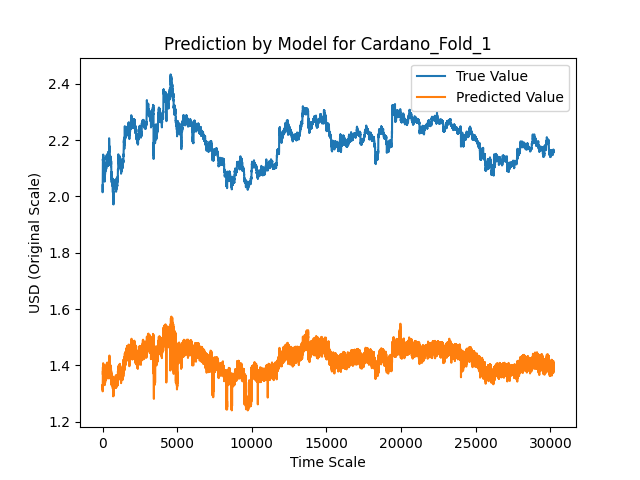 Prediction by Model for Cardano_Fold_1
True Value
Predicted Value
USD (Original Scale)
2.4
2.2
2.0
1.8
1.6
1.4
1.2
0 5000 10000 15000 20000 25000 30000
Time Scale